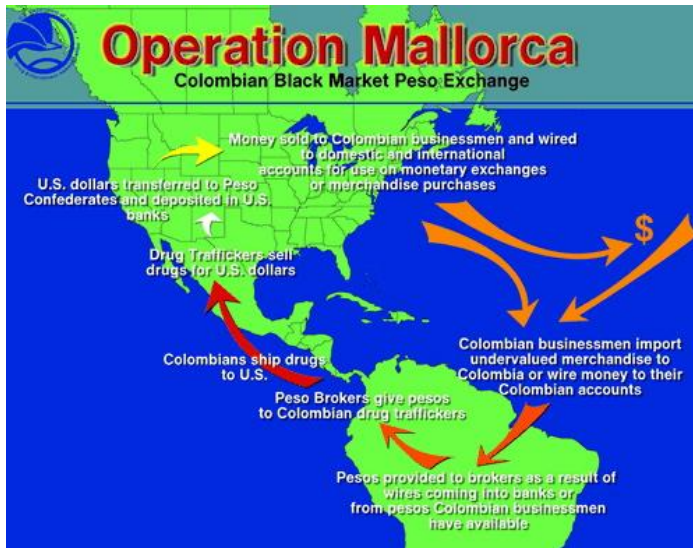 Operation Mallorca
Colombian Black Market Peso Exchange
Money sold to Colombian businessmen and wired
to domestic and international
accounts for use on monetary exchanges
or merchandise purchases
U.S. dollars transferred to Peso
Confederates and deposited in U.S.
banks
Drug Traffickers sell
drugs for U.S. dollars
$
Colombians ship drugs
to U.S.
Colombian businessmen import
undervalued merchandise to
Colombia or wire money to their
Colombian accounts
Peso Brokers give pesos
to Colombian drug traffickers
Pesos provided to brokers as a result of
wires coming into banks or
from pesos Colombian businessmen
have available